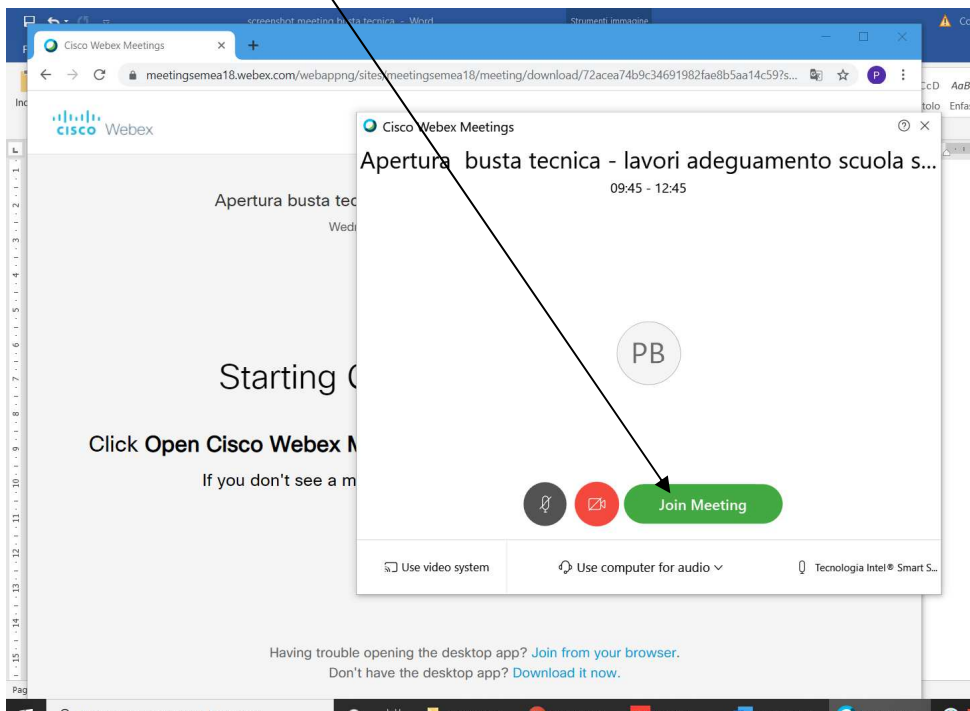 screenshot meeting busta tecnica - Word
Strumenti immagine
Cisco Webex Meetings
meetingsemea18.webex.com/webappng/sites/meetingsemea18/meeting/download/72acea74b9c34691982fae8b5aa14c59?s...
P
CISCO Webex
Cisco Webex Meetings
Apertura busta tecnica - lavori adeguamento scuola s...
09:45 - 12:45
Apertura busta tec
Wedn
PB
Starting C
Click Open Cisco Webex M
If you don't see a m
Join Meeting
Use video system
Use computer for audio
Tecnologia Intel® Smart S...
Having trouble opening the desktop app? Join from your browser.
Don't have the desktop app? Download it now.
Pag